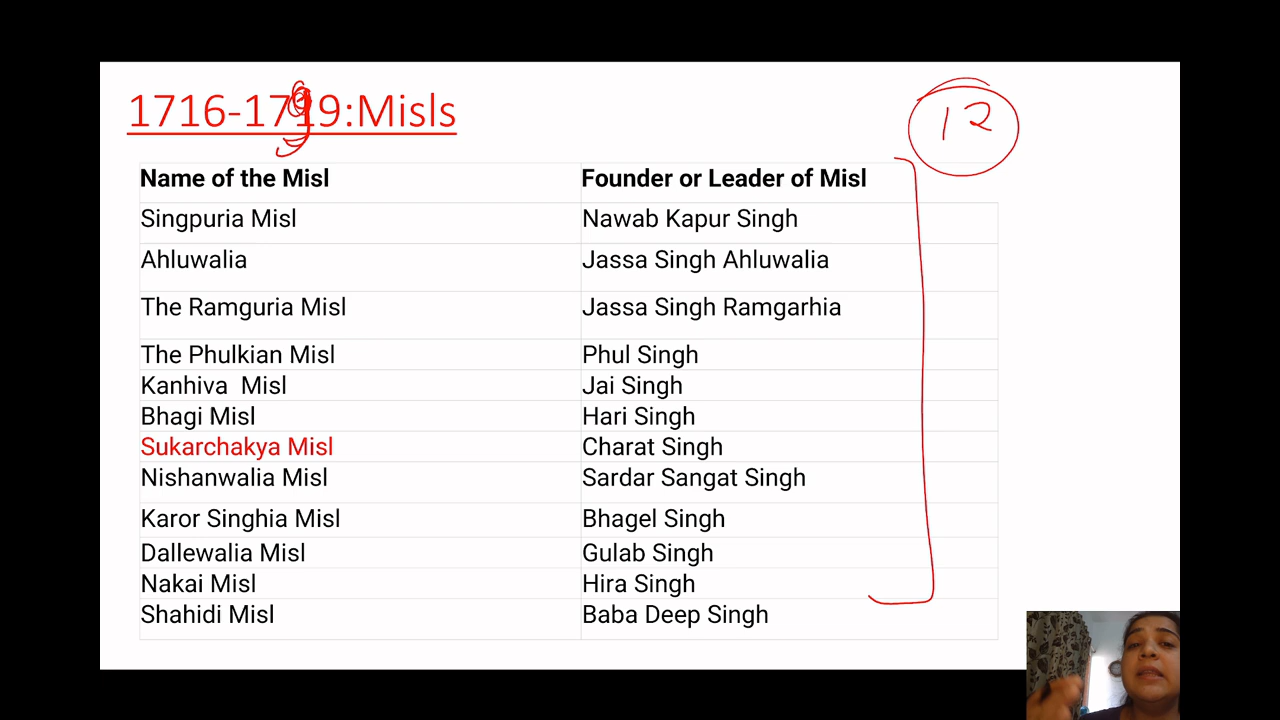 1716-1799:Misls
12
Name of the Misl Founder or Leader of Misl
Singpuria Misl Nawab Kapur Singh
Ahluwalia Jassa Singh Ahluwalia
The Ramguria Misl Jassa Singh Ramgarhia
The Phulkian Misl Phul Singh
Kanhiva Misl Jai Singh
Bhagi Misl Hari Singh
Sukarchakya Misl Charat Singh
Nishanwalia Misl Sardar Sangat Singh
Karor Singhia Misl Bhagel Singh
Dallewalia Misl Gulab Singh
Nakai Misl Hira Singh
Shahidi Misl Baba Deep Singh